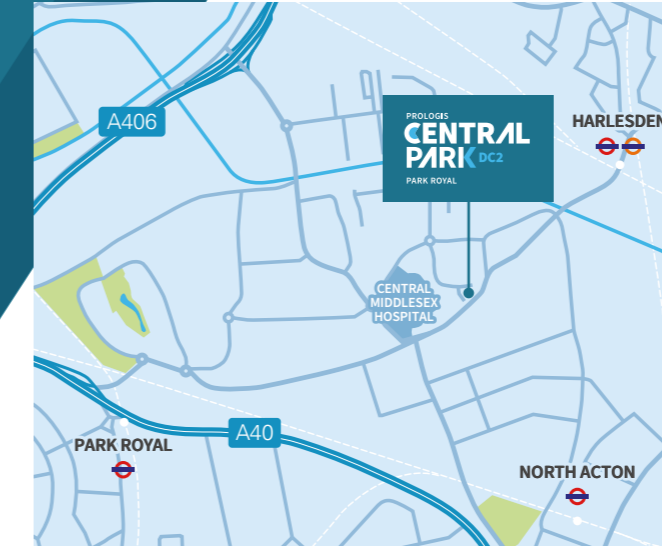 A406
PROLOGIS
CENTRAL
PARK DC2
PARK ROYAL
HARLESDEN
CENTRAL
MIDDLESEX
HOSPITAL
A40
PARK ROYAL
NORTH ACTON